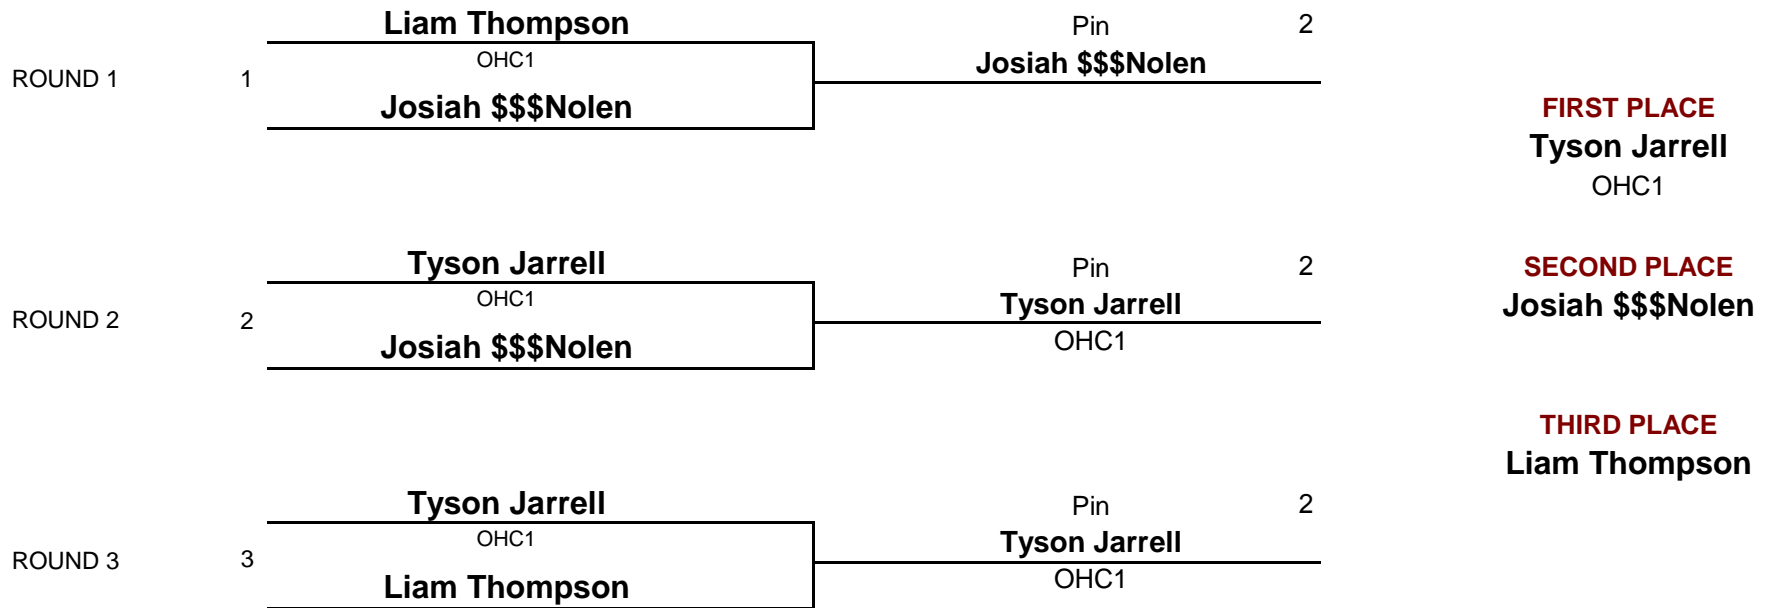 Liam Thompson
OHC1
ROUND 1 1
Josiah $$$Nolen
Pin 2
Josiah $$$Nolen
Tyson Jarrell
OHC1
ROUND 2 2
Josiah $$$Nolen
Pin 2
Tyson Jarrell
OHC1
Tyson Jarrell
OHC1
ROUND 3 3
Liam Thompson
Pin 2
Tyson Jarrell
OHC1
FIRST PLACE
Tyson Jarrell
OHC1
SECOND PLACE
Josiah $$$Nolen
THIRD PLACE
Liam Thompson